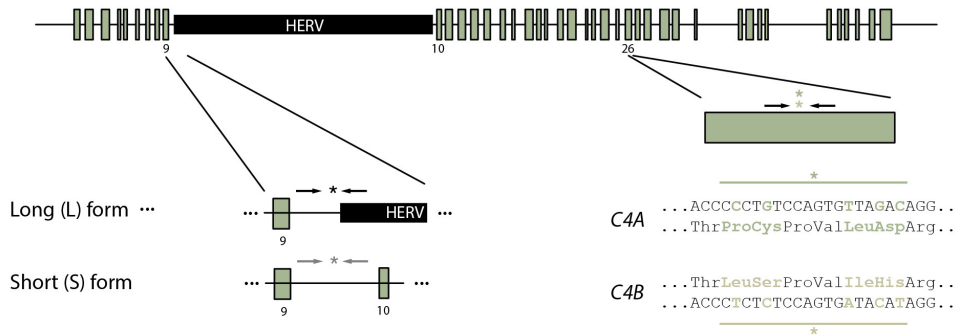 HERV
9 10 26
* *
Long (L) form ··· ··· * HERV ···
9
Short (S) form ··· * ···
9 10
*
C4A ...ACCCCCTGTCCAGTGTTAGACAGG..
...ThrProCysProValLeuAspArg..
C4B ...ThrLeuSerProValIleHisArg..
...ACCCTCTCTCCAGTGATACATAGG..
*